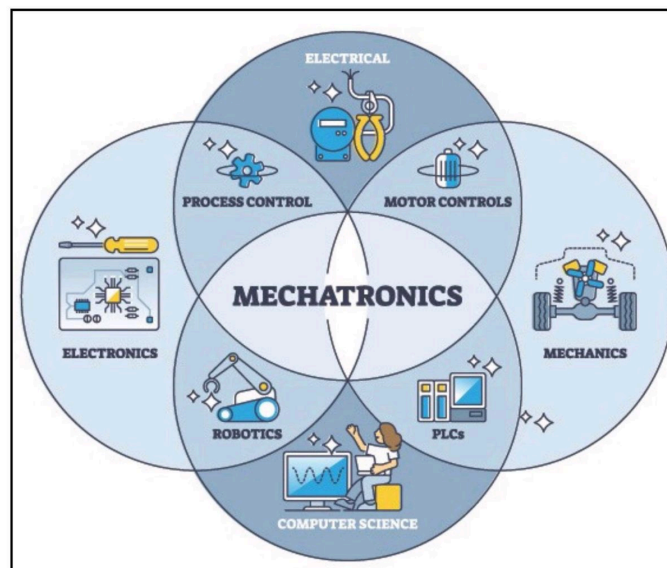 ELECTRICAL
PROCESS CONTROL
MOTOR CONTROLS
MECHATRONICS
ELECTRONICS
MECHANICS
ROBOTICS
PLCs
COMPUTER SCIENCE